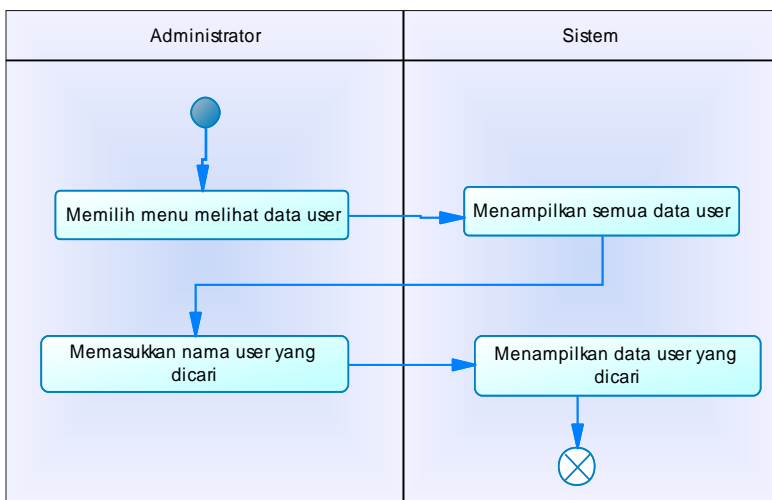 Administrator
Sistem
Memilih menu melihat data user
Menampilkan semua data user
Memasukkan nama user yang
dicari
Menampilkan data user yang
dicari